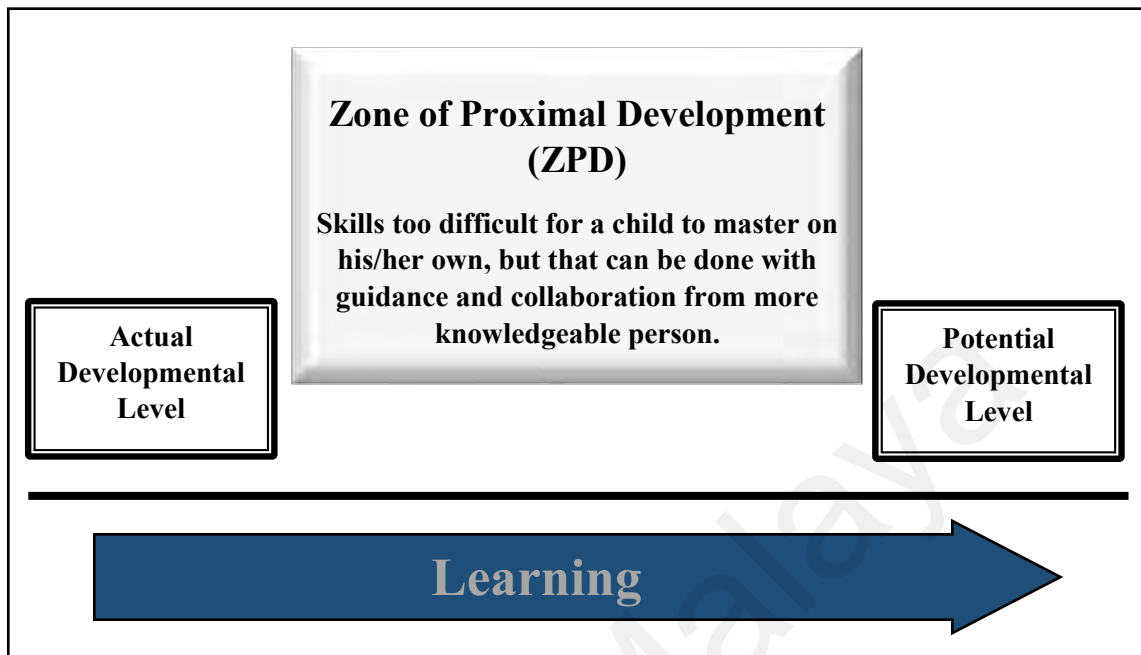 Zone of Proximal Development
(ZPD)
Skills too difficult for a child to master on
his/her own, but that can be done with
guidance and collaboration from more
knowledgeable person.
Actual
Developmental
Level
Potential
Developmental
Level
Learning
Malaya